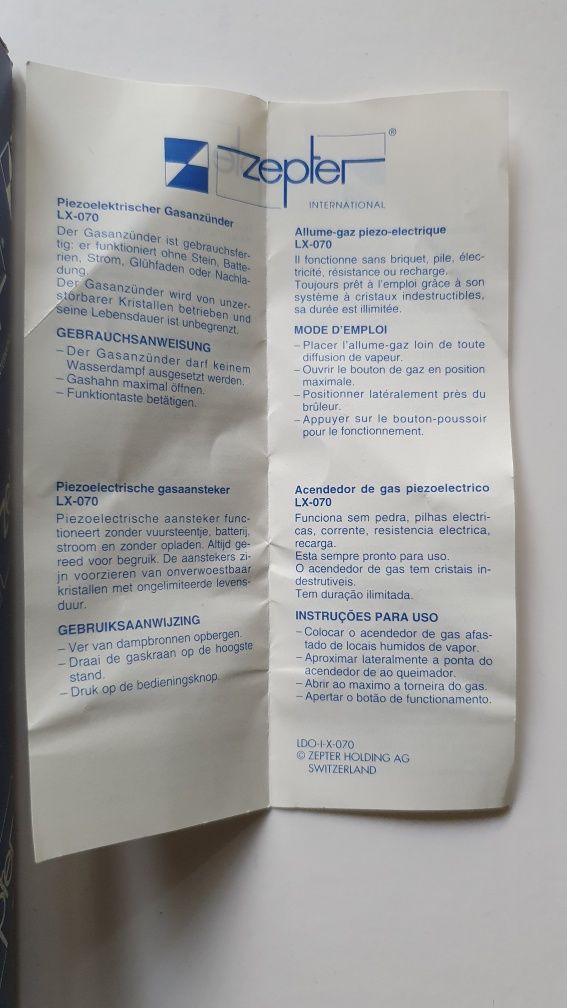 zepter
®
INTERNATIONAL
Piezoelektrischer Gasanzünder
LX-070
Der Gasanzünder ist gebrauchsfer-
tig: er funktioniert ohne Stein, Batte-
rien, Strom, Glühfaden oder Nachla-
dung.
Der Gasanzünder wird von unzer-
störbarer Kristallen betrieben und
seine Lebensdauer ist unbegrenzt.
GEBRAUCHSANWEISUNG
– Der Gasanzünder darf keinem
Wasserdampf ausgesetzt werden.
– Gashahn maximal öffnen.
– Funktiontaste betätigen.
Allume-gaz piezo-electrique
LX-070
Il fonctionne sans briquet, pile, élec-
tricité, résistance ou recharge.
Toujours prêt à l'emploi grâce à son
système à cristaux indestructibles,
sa durée est illimitée.
MODE D'EMPLOI
– Placer l'allume-gaz loin de toute
diffusion de vapeur.
– Ouvrir le bouton de gaz en position
maximale.
– Positionner latéralement près du
brûleur.
– Appuyer sur le bouton-poussoir
pour le fonctionnement.
Piezoelectrische gasaansteker
LX-070
Piezoelectrische aansteker func-
tioneert zonder vuursteentje, batterij,
stroom en zonder opladen. Altijd ge-
reed voor begruik. De aanstekers zi-
jn voorzieren van onverwoestbaar
kristallen met ongelimiteerde levens-
duur.
GEBRUIKSAANWIJZING
– Ver van dampbronnen opbergen.
– Draai de gaskraan op de hoogste
stand.
– Druk op de bedieningsknop.
Acendedor de gas piezoelectrico
LX-070
Funciona sem pedra, pilhas electri-
cas, corrente, resistencia electrica,
recarga.
Esta sempre pronto para uso.
O acendedor de gas tem cristais in-
destrutiveis.
Tem duração ilimitada.
INSTRUÇÕES PARA USO
– Colocar o acendedor de gas afas-
tado de locais humidos de vapor.
– Aproximar lateralmente a ponta do
acendedor de ao queimador.
– Abrir ao maximo a torneira do gas.
– Apertar o botão de funcionamento.
LDO-I-X-070
© ZEPTER HOLDING AG
SWITZERLAND